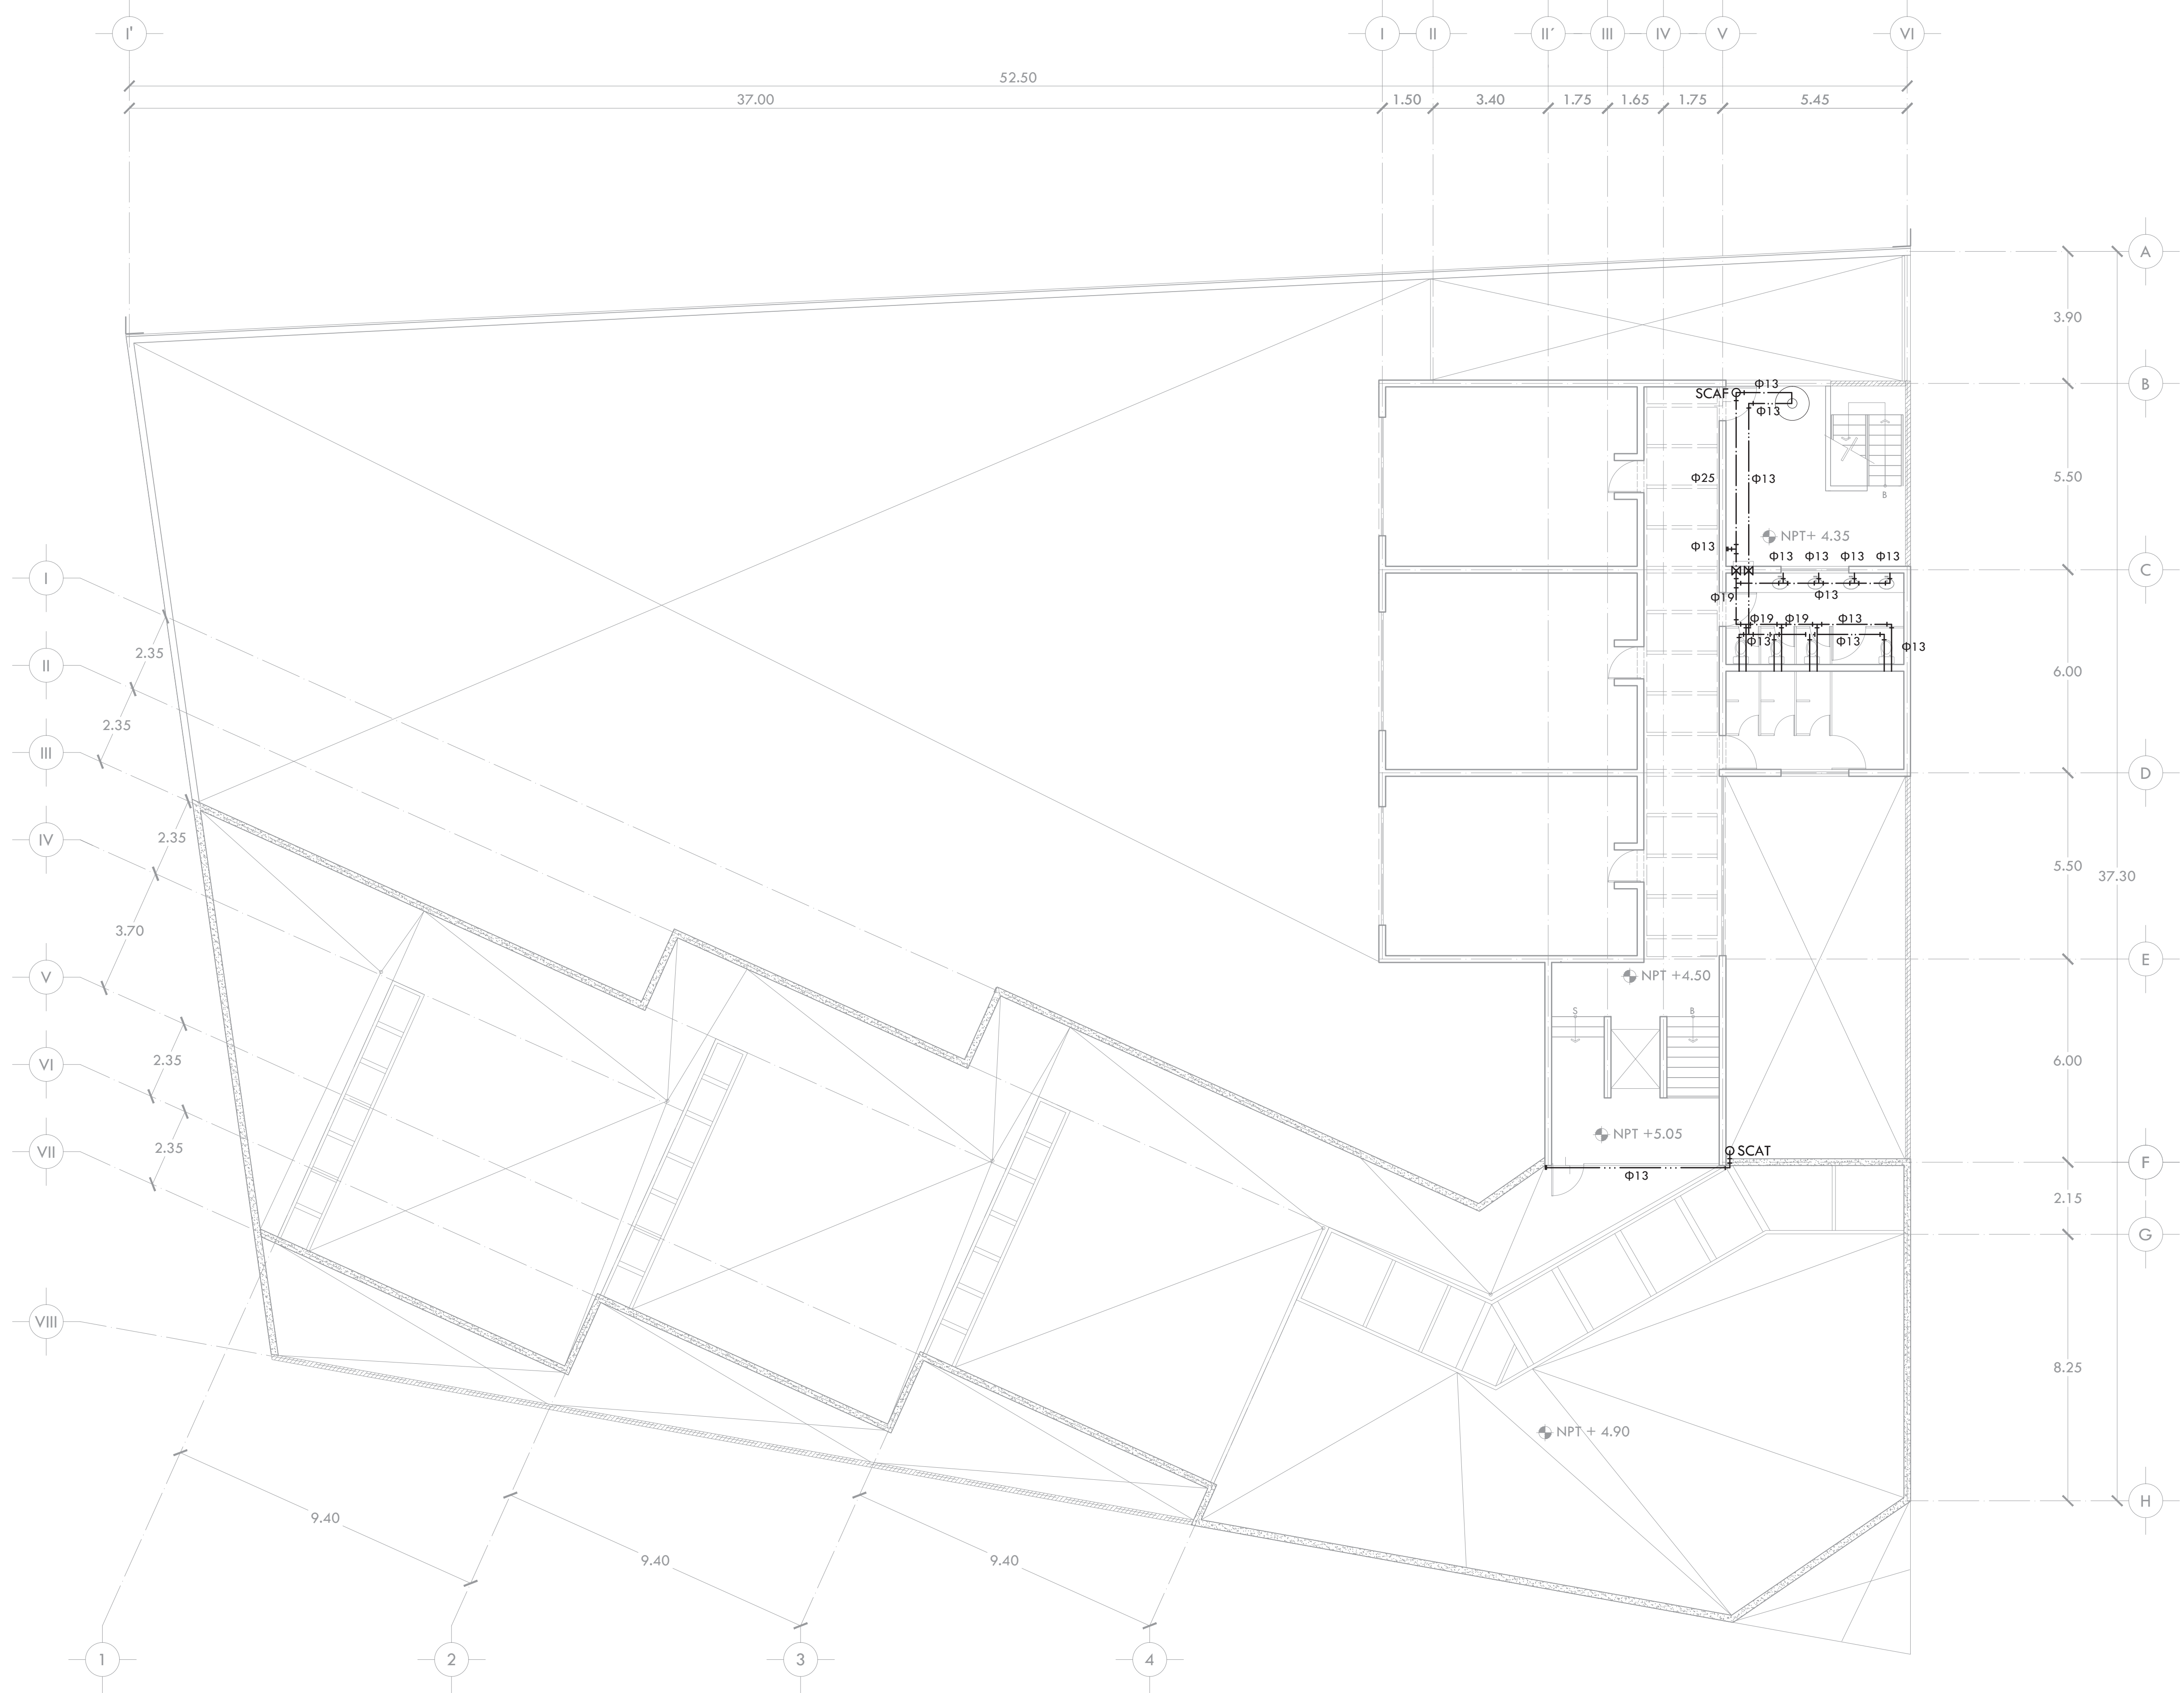 I'
I
II
II´
III
IV
V
VI
52.50
37.00
1.50
3.40
1.75
1.65
1.75
5.45
A
3.90
B
SCAF
Φ13
Φ13
5.50
Φ25
Φ13
B
NPT+ 4.35
Φ13
Φ13
Φ13
Φ13
Φ13
C
I
Φ19
Φ13
Φ19
Φ19
Φ13
Φ13
Φ13
Φ13
2.35
II
6.00
2.35
III
D
2.35
IV
5.50
37.30
3.70
V
E
NPT +4.50
S
B
2.35
VI
6.00
NPT +5.05
2.35
VII
SCAT
F
Φ13
2.15
G
VIII
8.25
NPT + 4.90
H
9.40
9.40
9.40
1
2
3
4